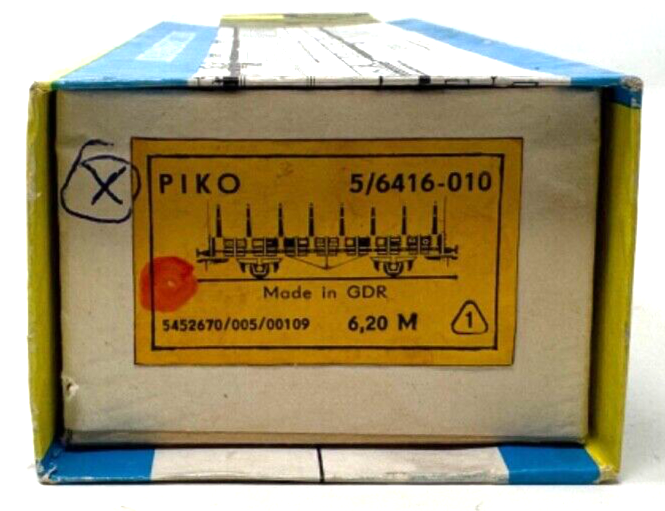 X
PIKO 5/6416-010
Made in GDR
5452670/005/00109 6,20 M 1